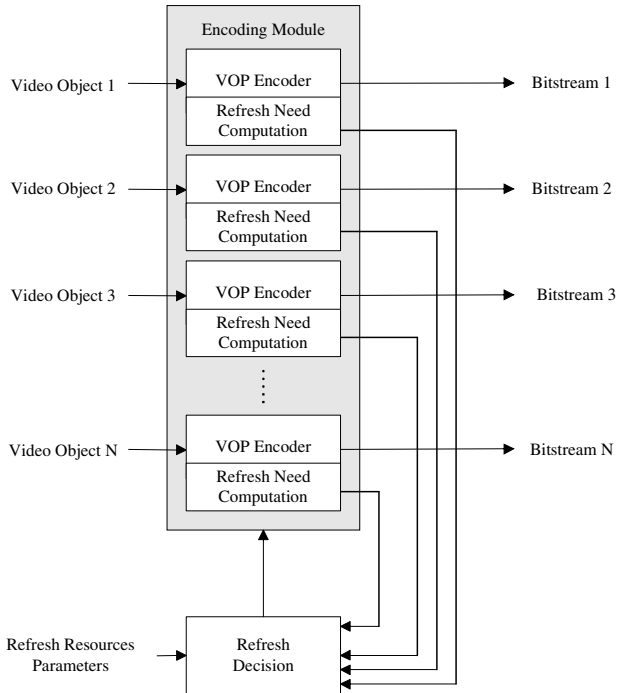 Encoding Module
Video Object 1
VOP Encoder
Bitstream 1
Refresh Need
Computation
Video Object 2
VOP Encoder
Bitstream 2
Refresh Need
Computation
Video Object 3
VOP Encoder
Bitstream 3
Refresh Need
Computation
Video Object N
VOP Encoder
Bitstream N
Refresh Need
Computation
Refresh Resources
Parameters
Refresh
Decision